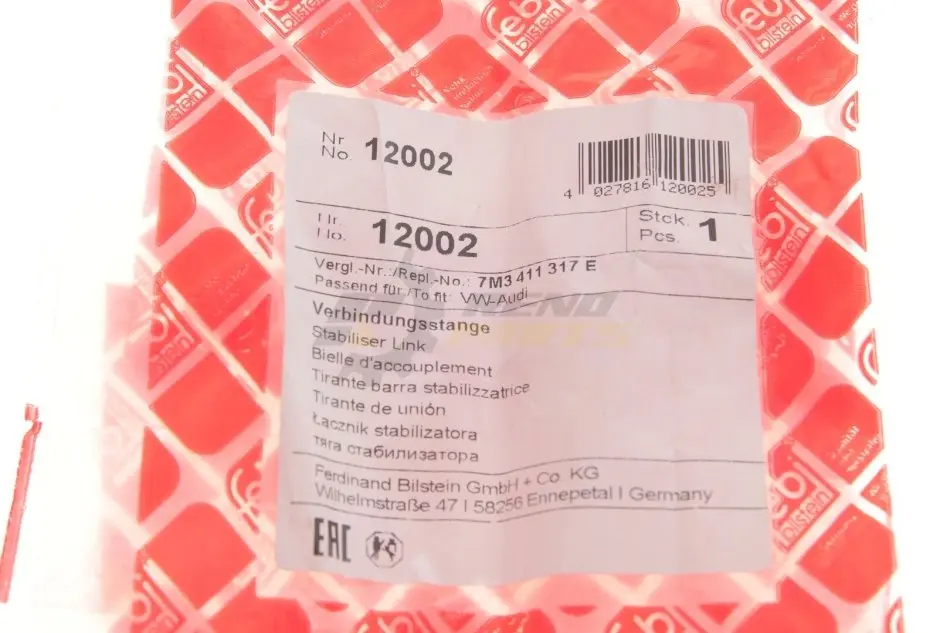 febi
bilstein
Nr
No. 12002
4 027816 120025
Nr.
No. 12002
Stck.
Pcs. 1
Vergl.-Nr.:/Repl.-No.: 7M3 411 317 E
Passend für:/To fit: VW-Audi
Verbindungsstange
Stabiliser Link
Bielle d'accouplement
Tirante barra stabilizzatrice
Tirante de unión
Łącznik stabilizatora
тяга стабилизатора
Ferdinand Bilstein GmbH + Co. KG
Wilhelmstraße 47 | 58256 Ennepetal | Germany
EAC
NENO
PARTS